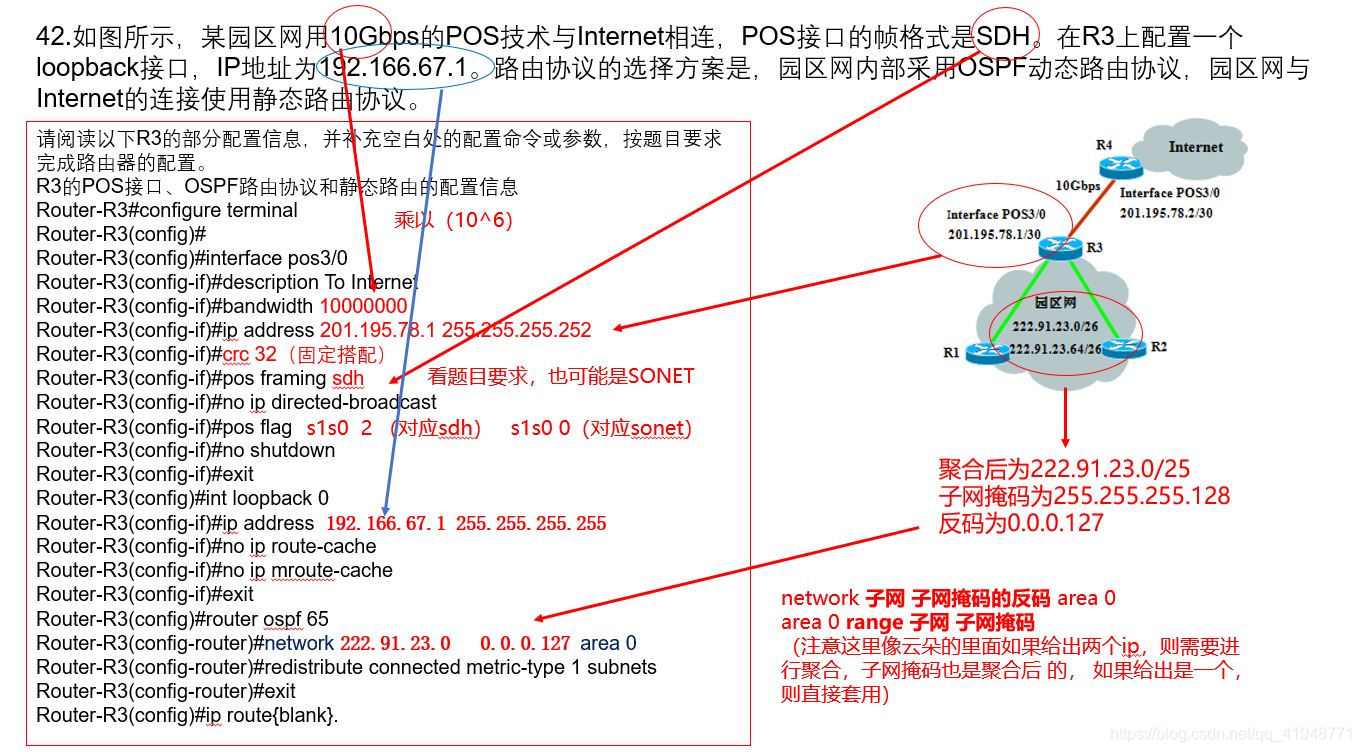 42.如图所示，某园区网用10Gbps的POS技术与Internet相连，POS接口的帧格式是SDH。在R3上配置一个
loopback接口，IP地址为192.166.67.1。路由协议的选择方案是，园区网内部采用OSPF动态路由协议，园区网与
Internet的连接使用静态路由协议。
请阅读以下R3的部分配置信息，并补充空白处的配置命令或参数，按题目要求
完成路由器的配置。
R3的POS接口、OSPF路由协议和静态路由的配置信息
Router-R3#configure terminal
乘以（10^6）
Router-R3(config)#
Router-R3(config)#interface pos3/0
Router-R3(config-if)#description To Internet
Router-R3(config-if)#bandwidth 10000000
Router-R3(config-if)#ip address 201.195.78.1 255.255.255.252
Router-R3(config-if)#crc 32（固定搭配）
Router-R3(config-if)#pos framing sdh
看题目要求，也可能是SONET
Router-R3(config-if)#no ip directed-broadcast
Router-R3(config-if)#pos flag s1s0 2 （对应sdh） s1s0 0（对应sonet）
Router-R3(config-if)#no shutdown
Router-R3(config-if)#exit
Router-R3(config)#int loopback 0
Router-R3(config-if)#ip address 192.166.67.1 255.255.255.255
Router-R3(config-if)#no ip route-cache
Router-R3(config-if)#no ip mroute-cache
Router-R3(config-if)#exit
Router-R3(config)#router ospf 65
Router-R3(config-router)#network 222.91.23.0 0.0.0.127 area 0
Router-R3(config-router)#redistribute connected metric-type 1 subnets
Router-R3(config-router)#exit
Router-R3(config)#ip route{blank}.
R4
Internet
10Gbps
Interface POS3/0
201.195.78.2/30
Interface POS3/0
201.195.78.1/30
R3
园区网
222.91.23.0/26
R1
222.91.23.64/26
R2
聚合后为222.91.23.0/25
子网掩码为255.255.255.128
反码为0.0.0.127
network 子网 子网掩码的反码 area 0
area 0 range 子网 子网掩码
（注意这里像云朵的里面如果给出两个ip，则需要进
行聚合，子网掩码也是聚合后 的， 如果给出是一个，
则直接套用）
https://blog.csdn.net/qq_41948771